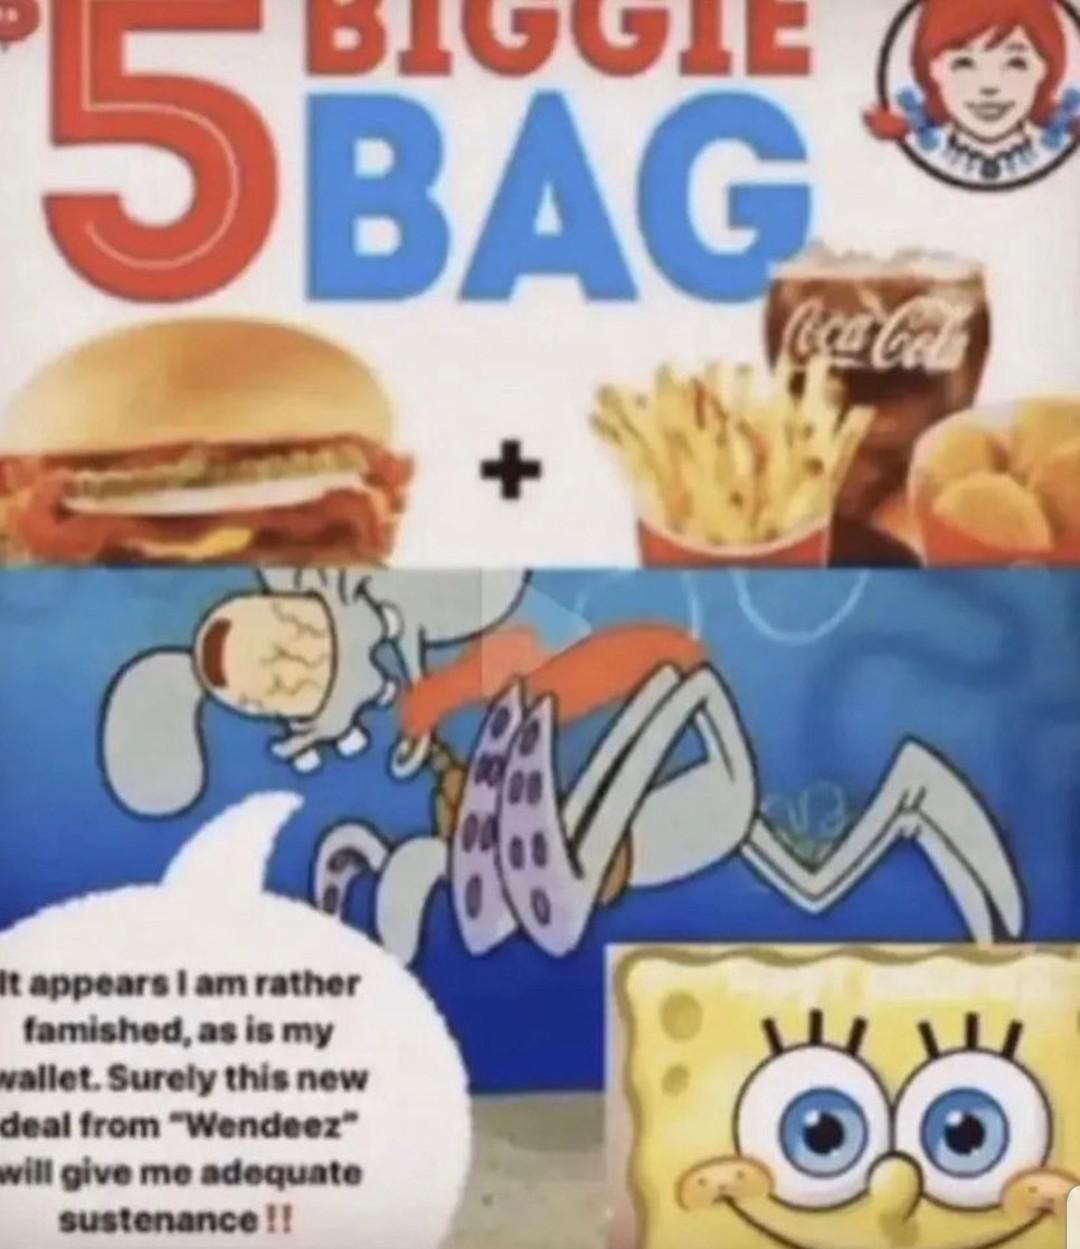 $5 BIGGIE
BAG
Coca-Cola
It appears I am rather
famished, as is my
wallet. Surely this new
deal from "Wendeez"
will give me adequate
sustenance!!